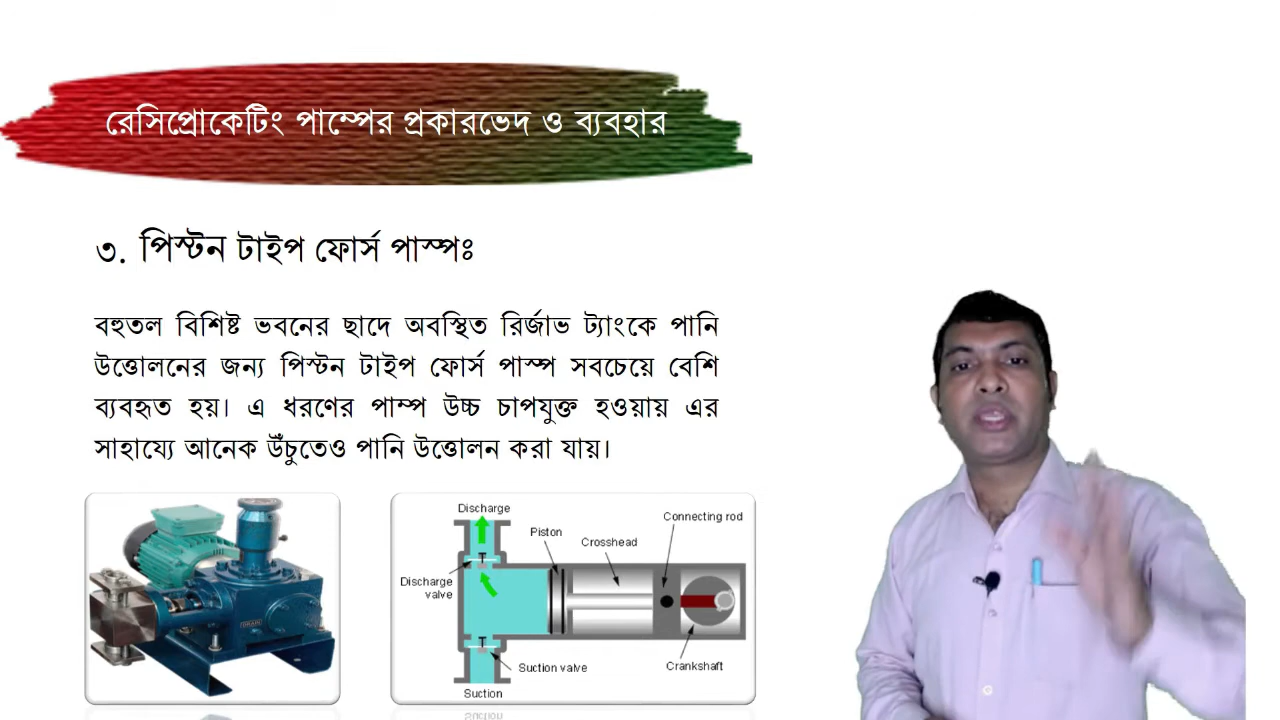 রেসিপ্রোকেটিং পাম্পের প্রকারভেদ ও ব্যবহার
৩. পিস্টন টাইপ ফোর্স পাস্পঃ
বহুতল বিশিষ্ট ভবনের ছাদে অবস্থিত রির্জাভ ট্যাংকে পানি
উত্তোলনের জন্য পিস্টন টাইপ ফোর্স পাস্প সবচেয়ে বেশি
ব্যবহৃত হয়। এ ধরণের পাম্প উচ্চ চাপযুক্ত হওয়ায় এর
সাহায্যে আনেক উঁচুতেও পানি উত্তোলন করা যায়।
Discharge
Connecting rod
Piston
Crosshead
Discharge
valve
Suction valve
Crankshaft
Suction